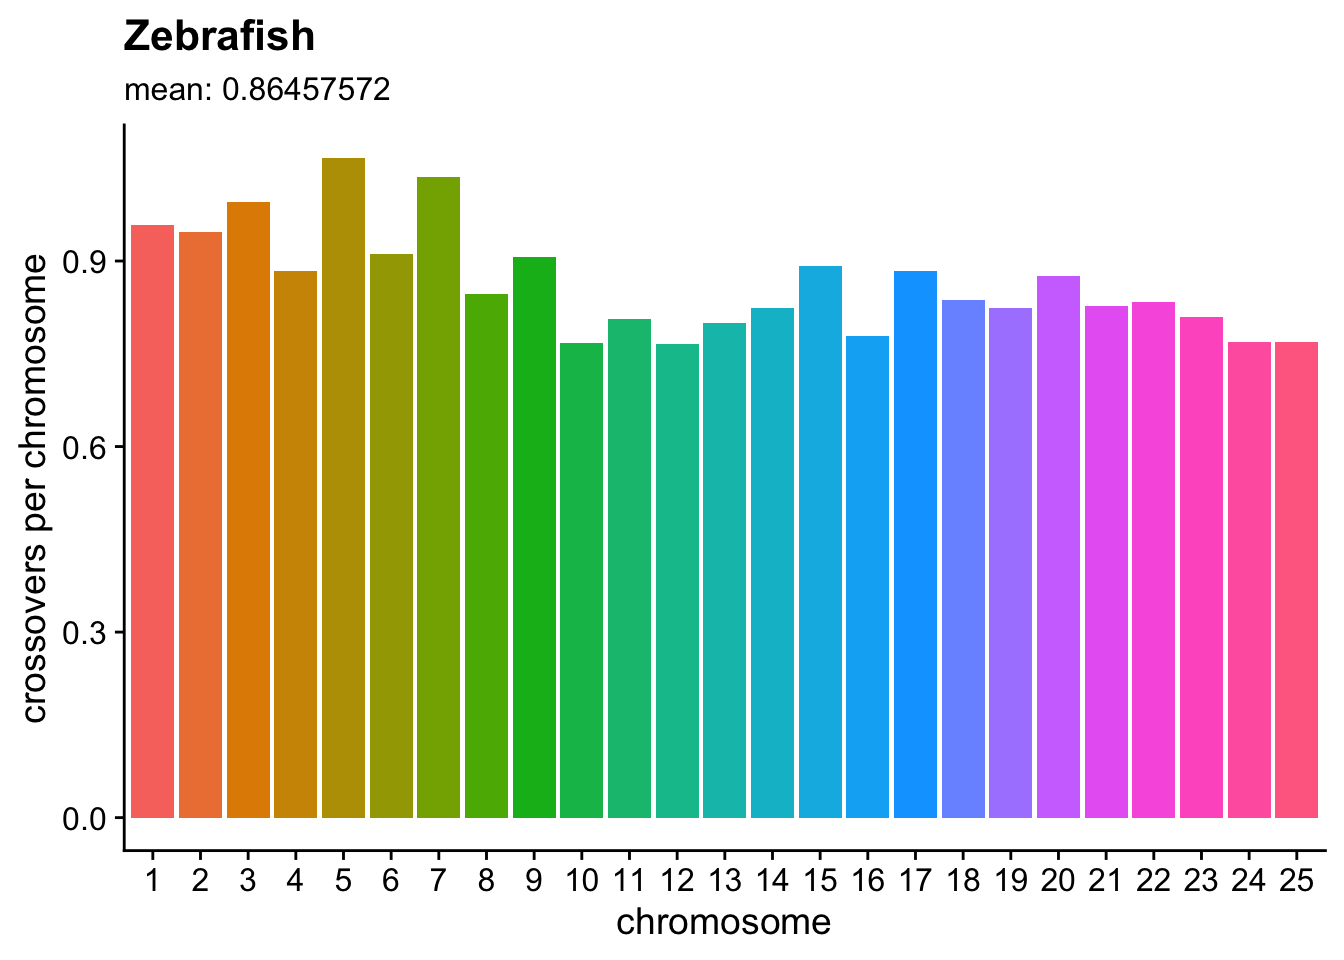 Zebrafish
mean: 0.86457572
crossovers per chromosome
0.9
0.6
0.3
0.0
1 2 3 4 5 6 7 8 9 10 11 12 13 14 15 16 17 18 19 20 21 22 23 24 25
chromosome